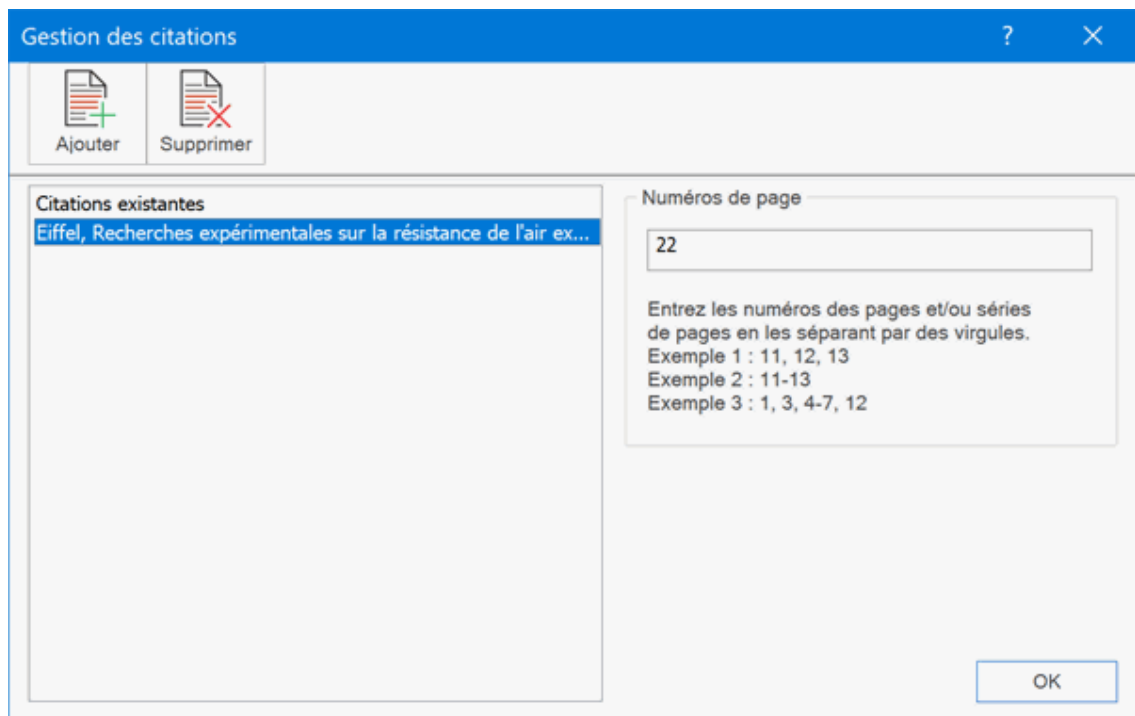 Gestion des citations
?
Ajouter
Supprimer
Citations existantes
Eiffel, Recherches expérimentales sur la résistance de l'air ex...
Numéros de page
22
Entrez les numéros des pages et/ou séries
de pages en les séparant par des virgules.
Exemple 1 : 11, 12, 13
Exemple 2 : 11-13
Exemple 3 : 1, 3, 4-7, 12
OK